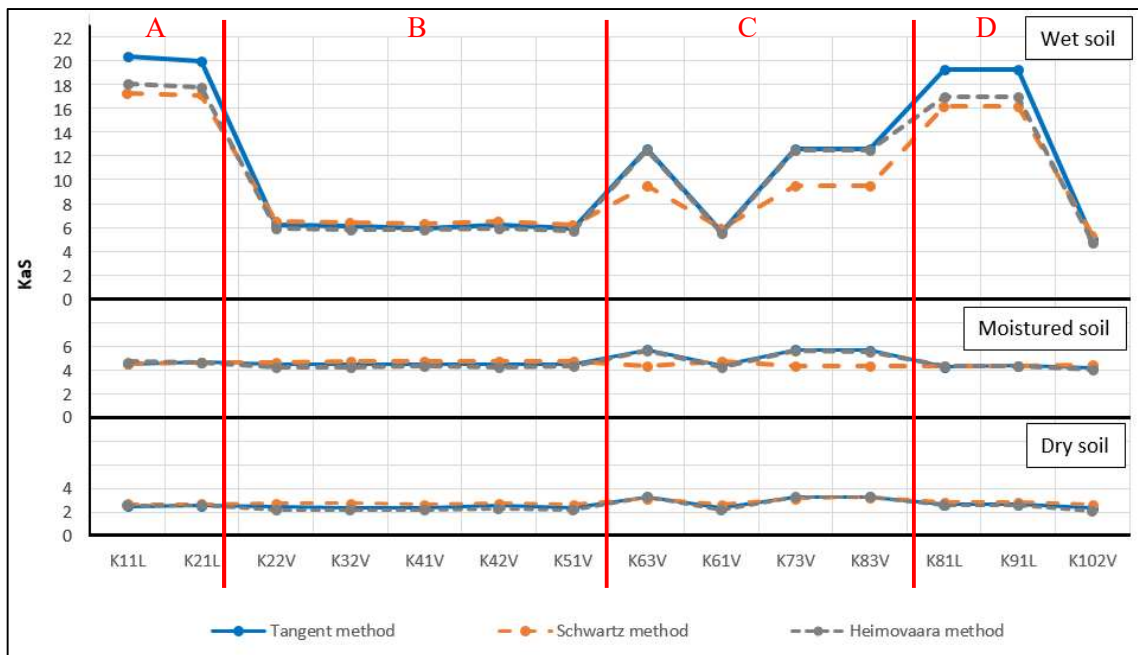 A B C D
Wet soil
22
20
18
16
14
12
10
8
6
4
2
0
KaS
Moistured soil
6
4
2
0
Dry soil
4
2
0
K11L K21L K22V K32V K41V K42V K51V K63V K61V K73V K83V K81L K91L K102V
Tangent method Schwartz method Heimovaara method